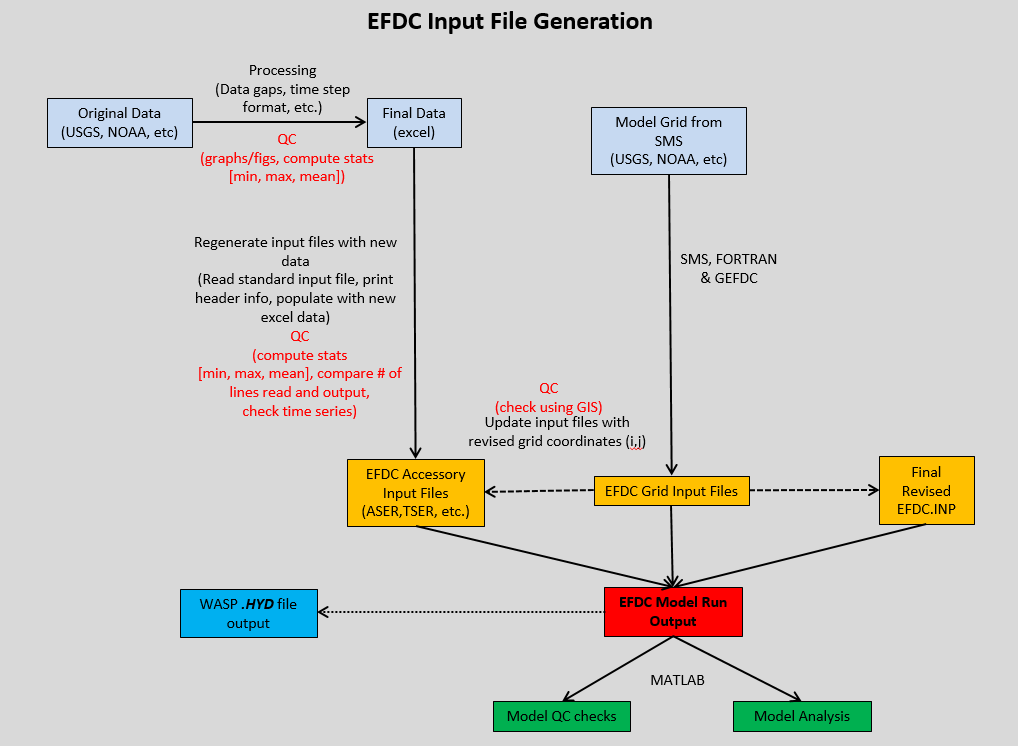 EFDC Input File Generation
Processing
(Data gaps, time step
format, etc.)
Original Data
(USGS, NOAA, etc)
Final Data
(excel)
Model Grid from
SMS
(USGS, NOAA, etc)
QC
(graphs/figs, compute stats
[min, max, mean])
Regenerate input files with new
data
(Read standard input file, print
header info, populate with new
excel data)
QC
(compute stats
[min, max, mean], compare # of
lines read and output,
check time series)
SMS, FORTRAN
& GEFDC
QC
(check using GIS)
Update input files with
revised grid coordinates (i,j)
EFDC Accessory
Input Files
(ASER,TSER, etc.)
EFDC Grid Input Files
Final
Revised
EFDC.INP
WASP .HYD file
output
EFDC Model Run
Output
MATLAB
Model QC checks
Model Analysis